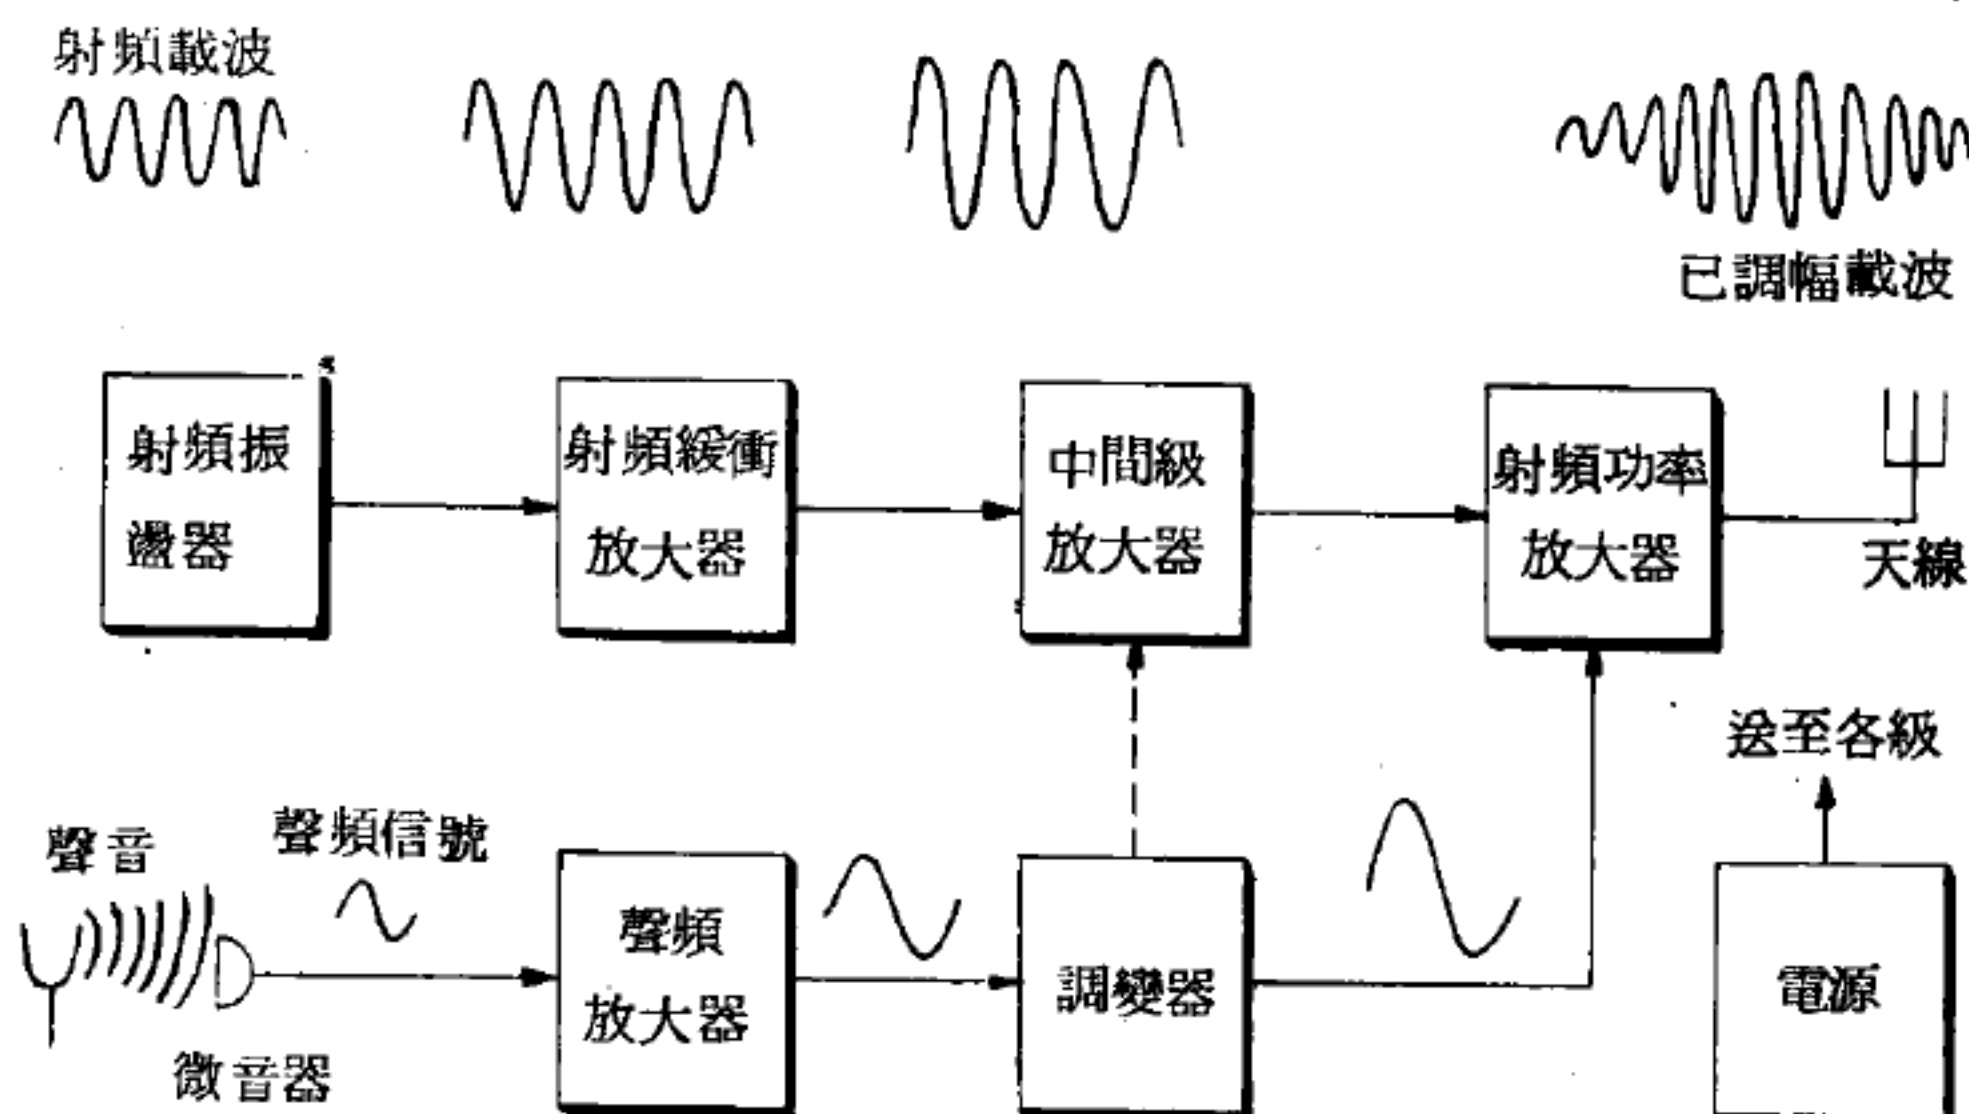 射頻載波
已調幅載波
射頻振
盪器
射頻緩衝
放大器
中間級
放大器
射頻功率
放大器
天線
送至各級
聲音
聲頻信號
聲頻
放大器
調變器
電源
微音器